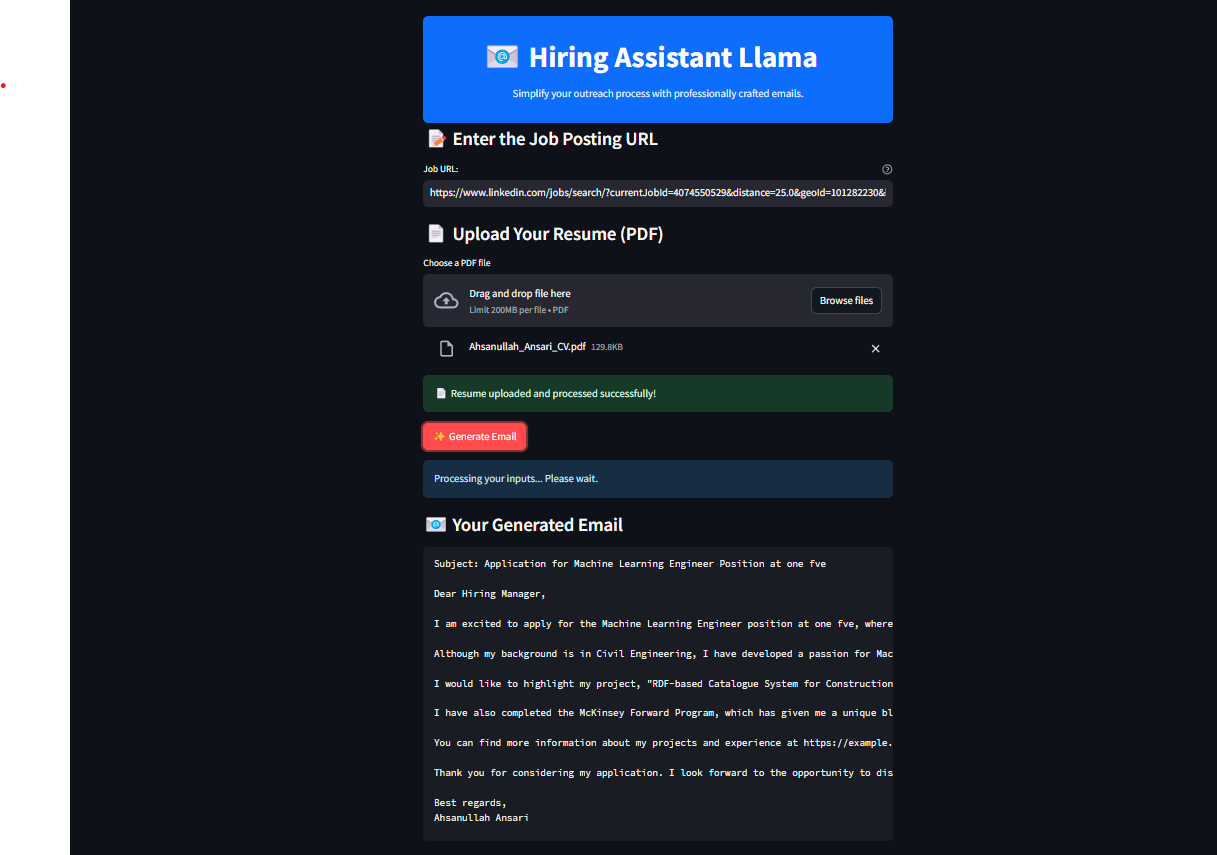 Hiring Assistant Llama
Simplify your outreach process with professionally crafted emails.
Enter the Job Posting URL
Job URL:
https://www.linkedin.com/jobs/search/?currentJobId=4074550529&distance=25.0&geoId=101282230&
Upload Your Resume (PDF)
Choose a PDF file
Drag and drop file here
Limit 200MB per file • PDF
Browse files
Ahsanullah_Ansari_CV.pdf 129.8KB
Resume uploaded and processed successfully!
✨ Generate Email
Processing your inputs... Please wait.
Your Generated Email
Subject: Application for Machine Learning Engineer Position at one fve
Dear Hiring Manager,
I am excited to apply for the Machine Learning Engineer position at one fve, where
Although my background is in Civil Engineering, I have developed a passion for Mac
I would like to highlight my project, "RDF-based Catalogue System for Construction
I have also completed the McKinsey Forward Program, which has given me a unique bl
You can find more information about my projects and experience at https://example.
Thank you for considering my application. I look forward to the opportunity to dis
Best regards,
Ahsanullah Ansari